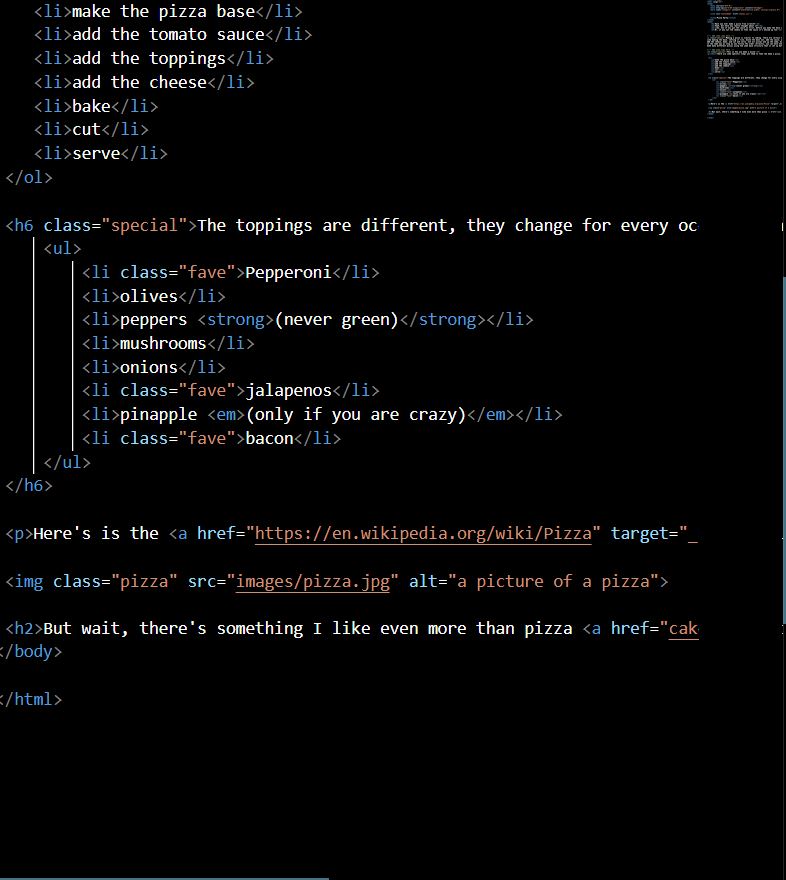 <li>make the pizza base</li>
<li>add the tomato sauce</li>
<li>add the toppings</li>
<li>add the cheese</li>
<li>bake</li>
<li>cut</li>
<li>serve</li>
</ol>
<h6 class="special">The toppings are different, they change for every oc
<ul>
<li class="fave">Pepperoni</li>
<li>olives</li>
<li>peppers <strong>(never green)</strong></li>
<li>mushrooms</li>
<li>onions</li>
<li class="fave">jalapenos</li>
<li>pinapple <em>(only if you are crazy)</em></li>
<li class="fave">bacon</li>
</ul>
</h6>
<p>Here's is the <a href="https://en.wikipedia.org/wiki/Pizza" target="_
<img class="pizza" src="images/pizza.jpg" alt="a picture of a pizza">
<h2>But wait, there's something I like even more than pizza <a href="cak
</body>
</html>